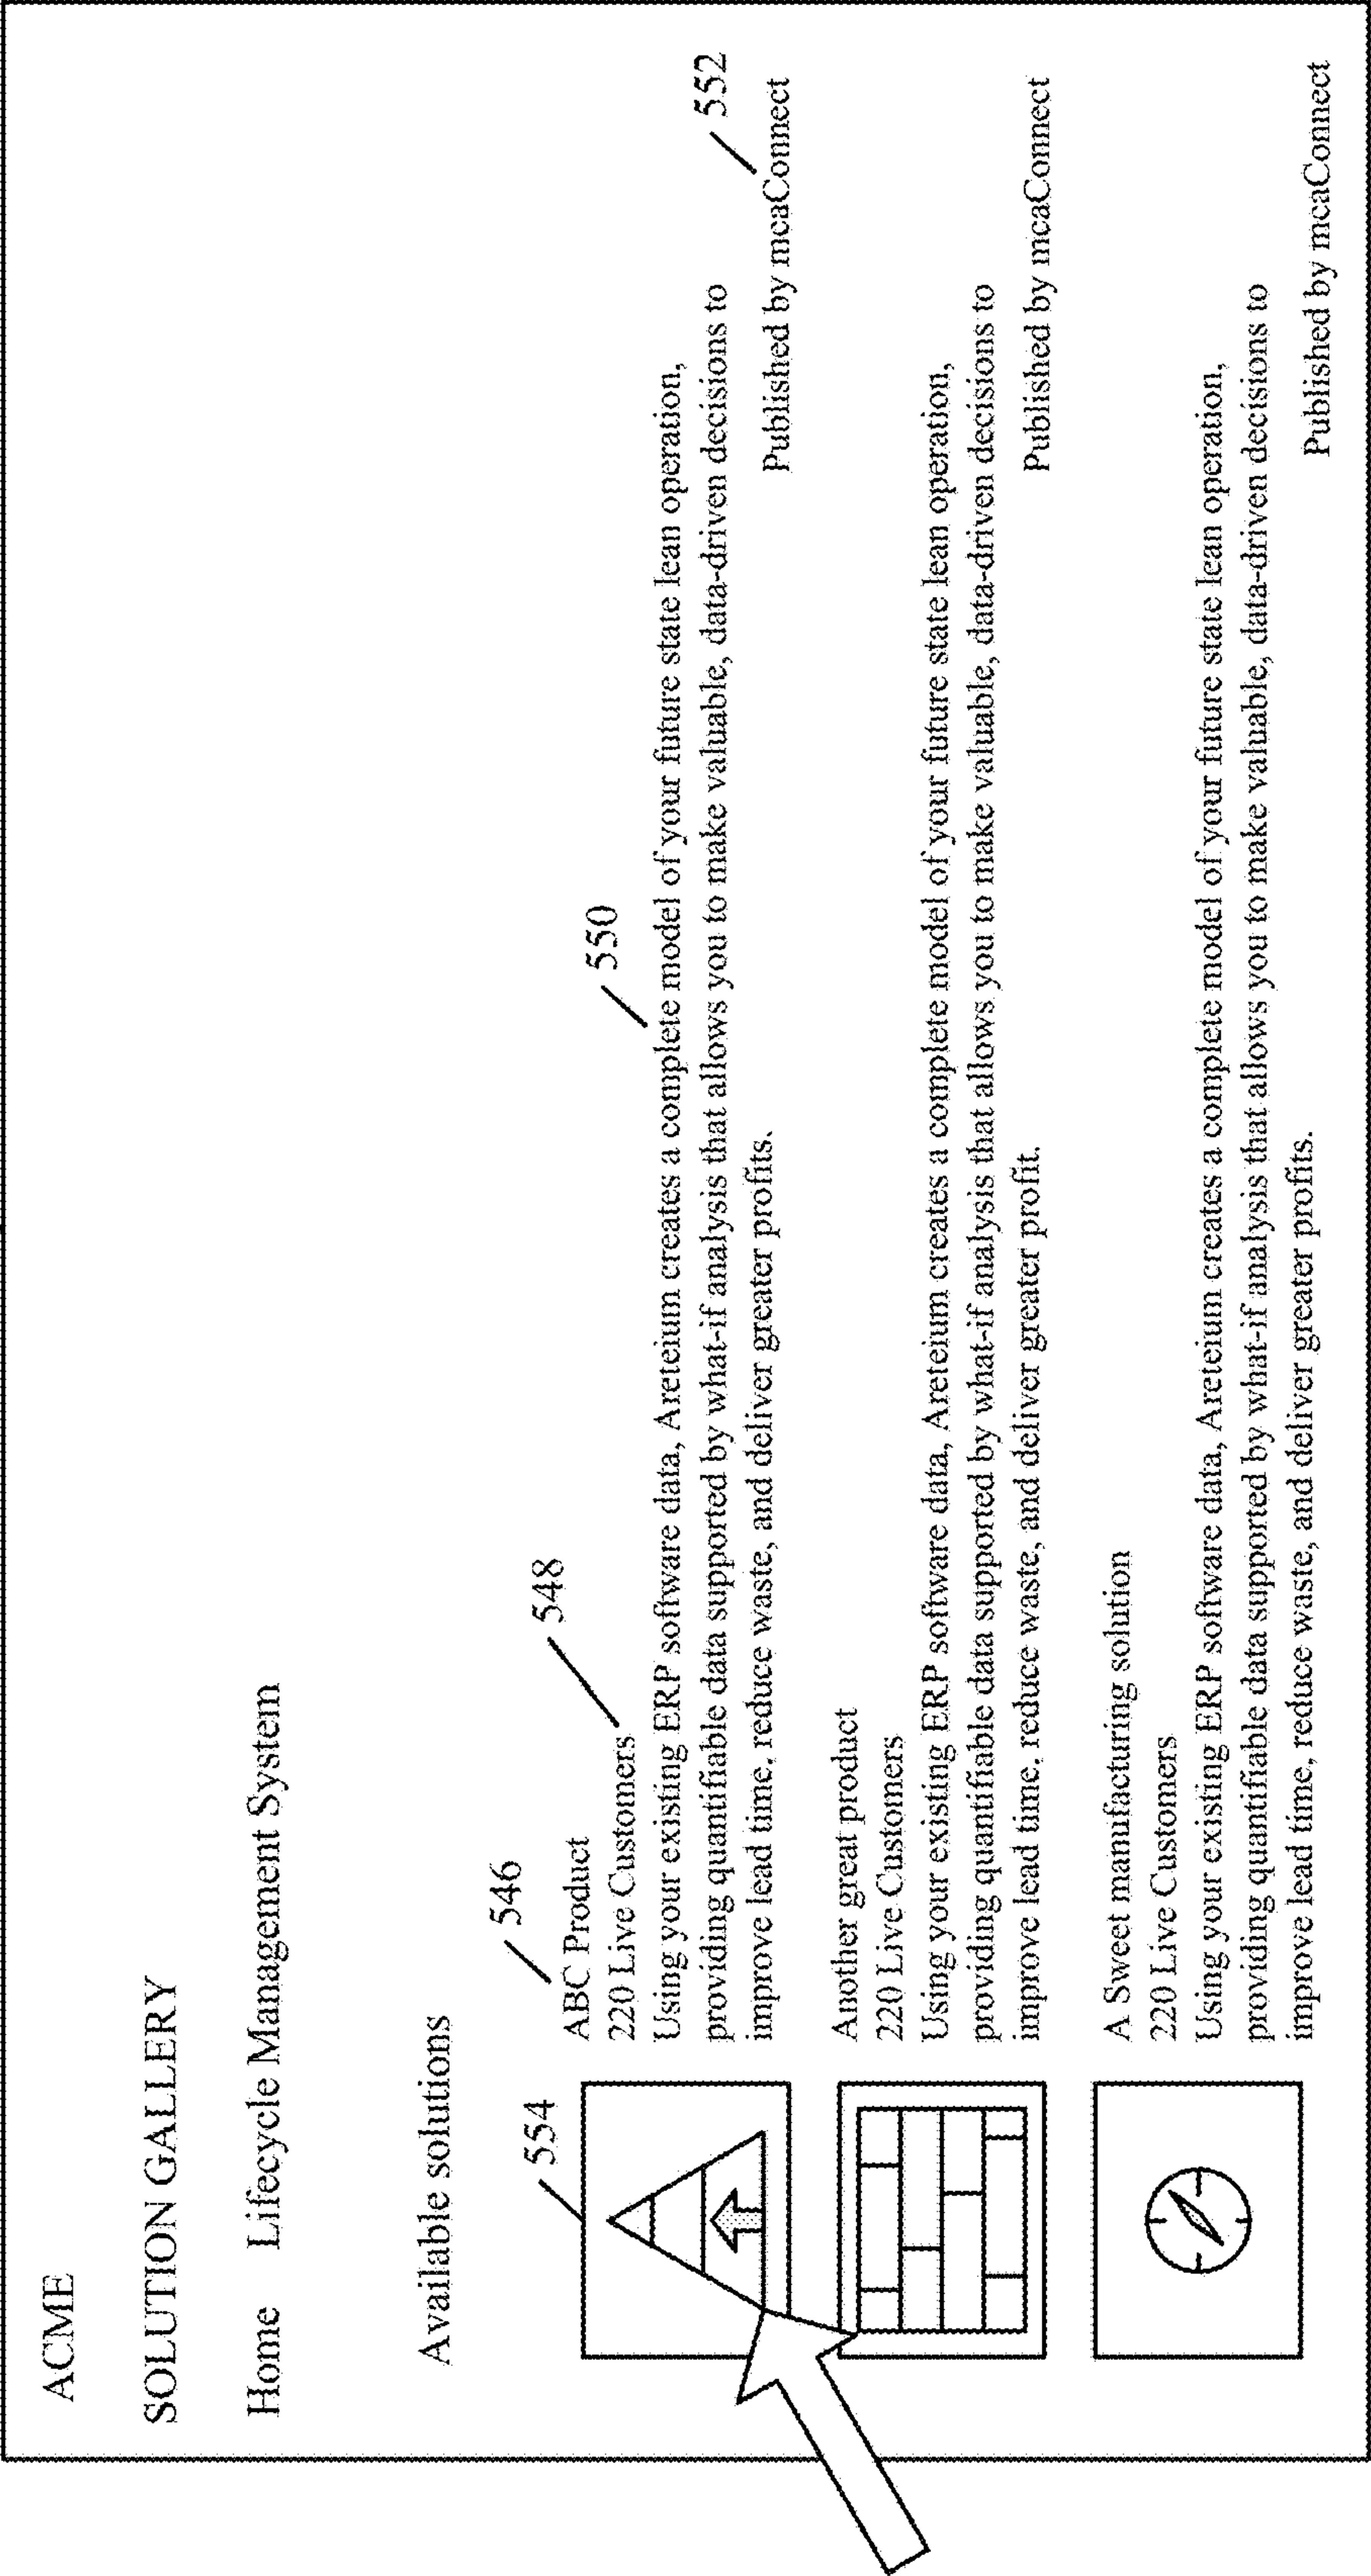 ACME
SOLUTION GALLERY
Home Lifecycle Management System
Available solutions
554
546
548
550
552
ABC Product
220 Live Customers
Using your existing ERP software data, Areteium creates a complete model of your future state lean operation,
providing quantifiable data supported by what-if analysis that allows you to make valuable, data-driven decisions to
improve lead time, reduce waste, and deliver greater profits.
Published by mcaConnect
Another great product
220 Live Customers
Using your existing ERP software data, Areteium creates a complete model of your future state lean operation,
providing quantifiable data supported by what-if analysis that allows you to make valuable, data-driven decisions to
improve lead time, reduce waste, and deliver greater profit.
Published by mcaConnect
A Sweet manufacturing solution
220 Live Customers
Using your existing ERP software data, Areteium creates a complete model of your future state lean operation,
providing quantifiable data supported by what-if analysis that allows you to make valuable, data-driven decisions to
improve lead time, reduce waste, and deliver greater profits.
Published by mcaConnect